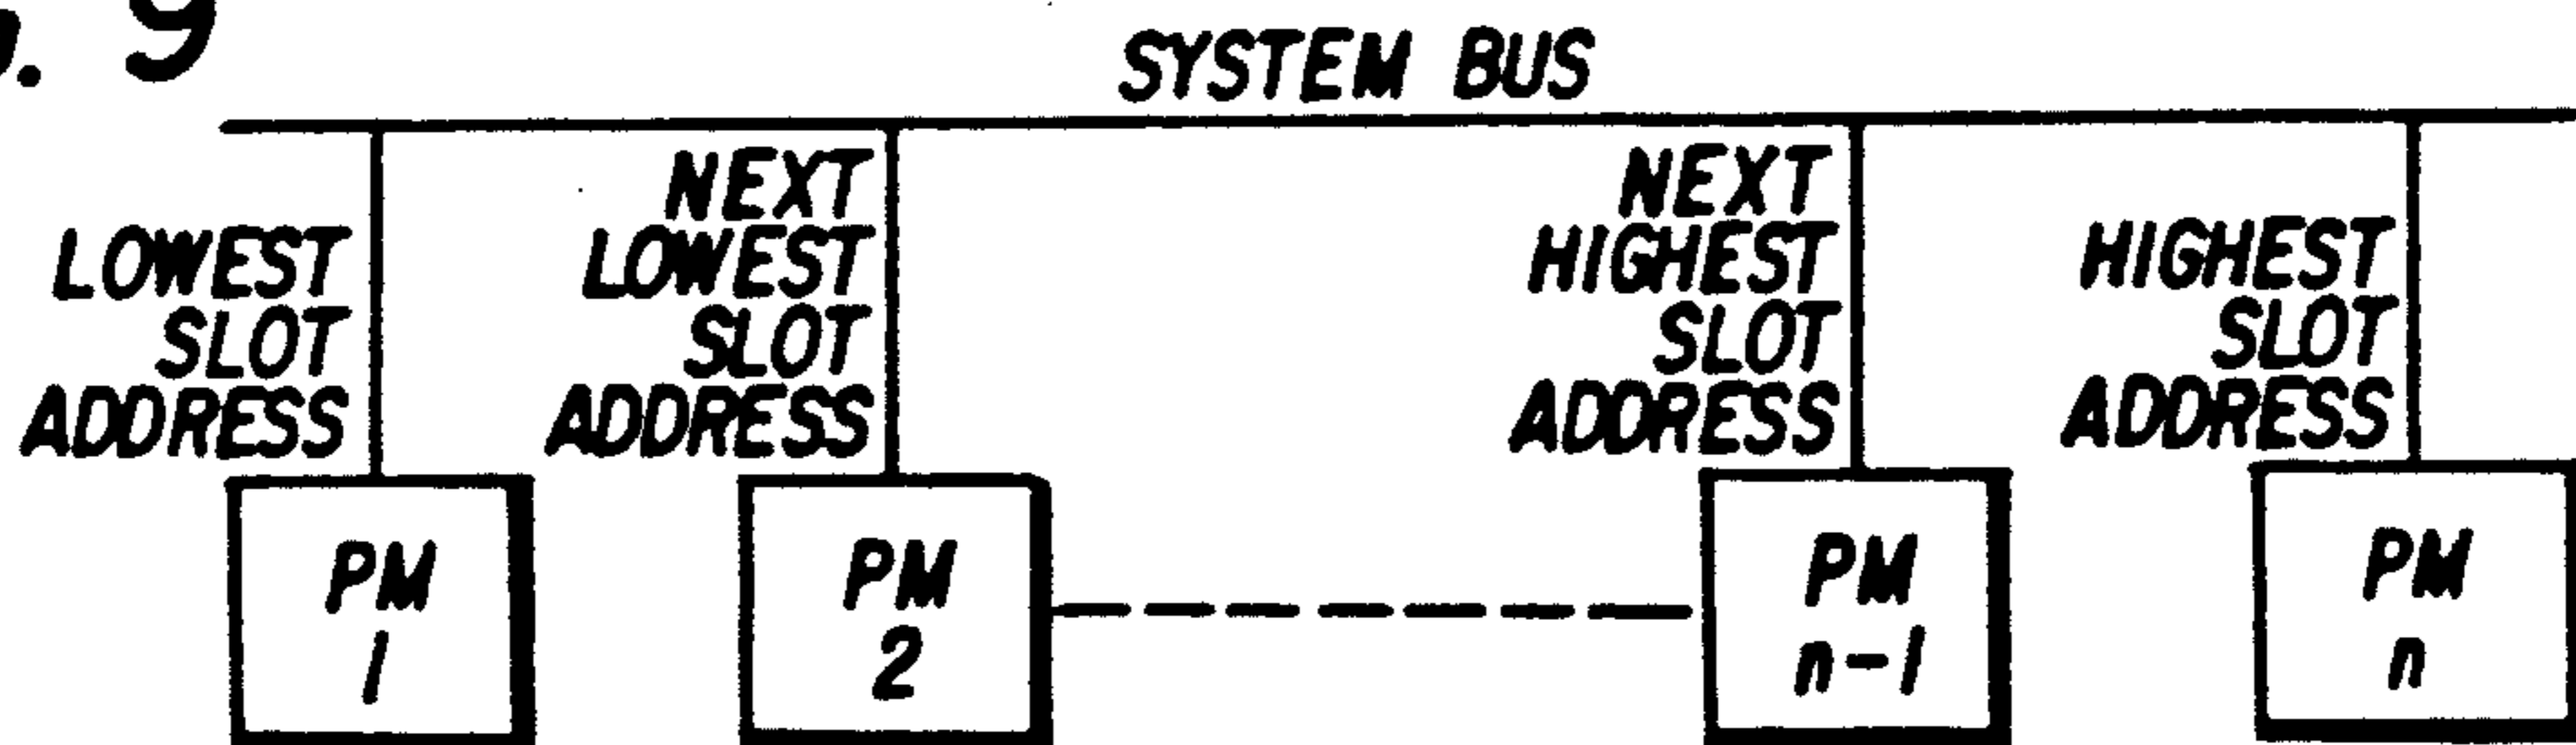 . 9
SYSTEM BUS
LOWEST
SLOT
ADDRESS
NEXT
LOWEST
SLOT
ADDRESS
NEXT
HIGHEST
SLOT
ADDRESS
HIGHEST
SLOT
ADDRESS
PM
1
PM
2
PM
n-1
PM
n